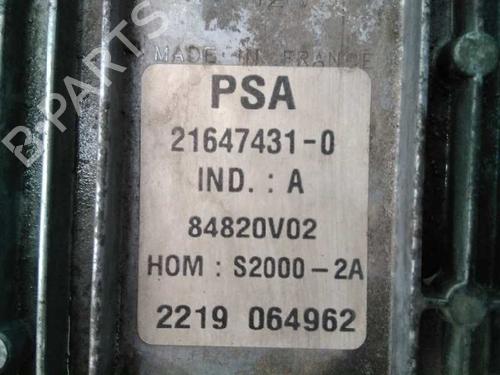 MADE IN FRANCE
PSA
21647431-0
IND. : A
84820V02
HOM : S2000-2A
2219 064962
B-PARTS